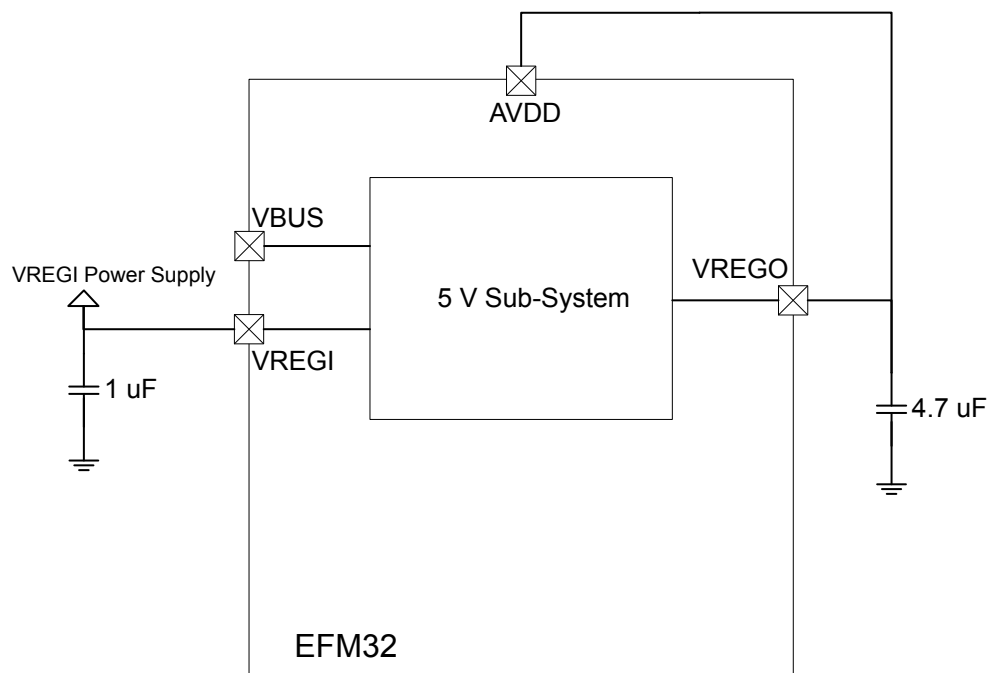 AVDD
VBUS
VREGI Power Supply
VREGO
5 V Sub-System
VREGI
1 uF
4.7 uF
EFM32